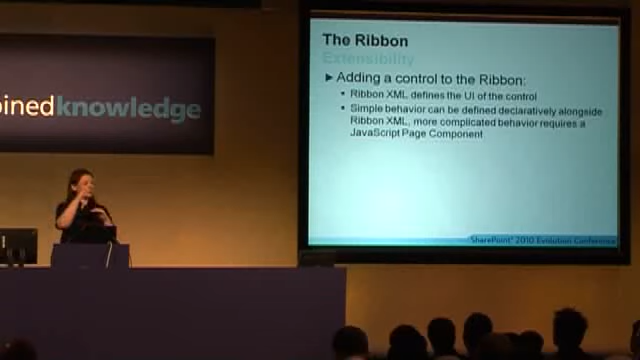 The Ribbon
Extensibility
Adding a control to the Ribbon:
Ribbon XML defines the UI of the control
Simple behavior can be defined declaratively alongside
Ribbon XML, more complicated behavior requires a
JavaScript Page Component
SharePoint® 2010 Evolution Conference
inedknowledge